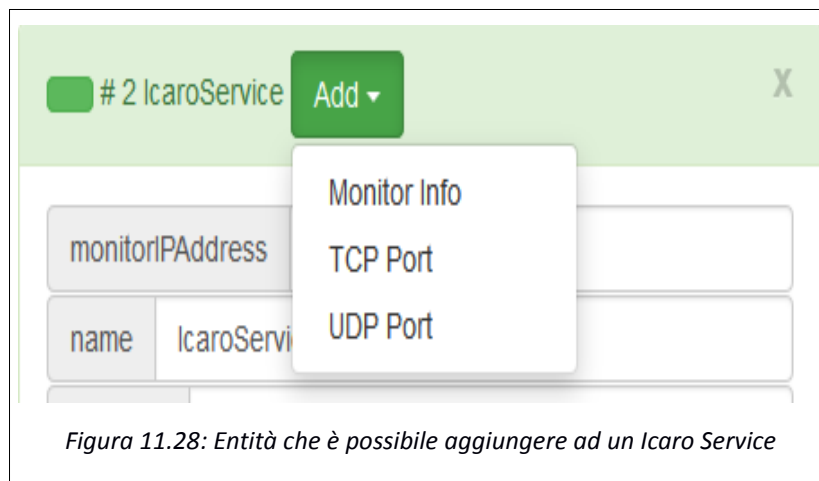 # 2 IcaroService Add X
Monitor Info
monitorIPAddress
TCP Port
UDP Port
name IcaroServi
Figura 11.28: Entità che è possibile aggiungere ad un Icaro Service